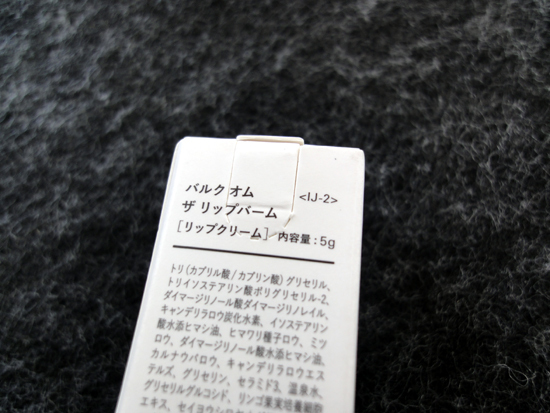 バルク オム <IJ-2>
ザ リップバーム
[リップクリーム] 内容量:5g
トリ(カプリル酸/カプリン酸)グリセリル、
トリイソステアリン酸ポリグリセリル-2、
ダイマージリノール酸ダイマージリノレイル、
キャンデリラロウ炭化水素、イソステアリン
酸水添ヒマシ油、ヒマワリ種子ロウ、ミツ
ロウ、ダイマージリノール酸水添ヒマシ油、
カルナウバロウ、キャンデリラロウエス
テルズ、グリセリン、セラミド3、温泉水、
グリセリルグルコシド、リンゴ果実培養細胞
エキス、セイヨウシロ